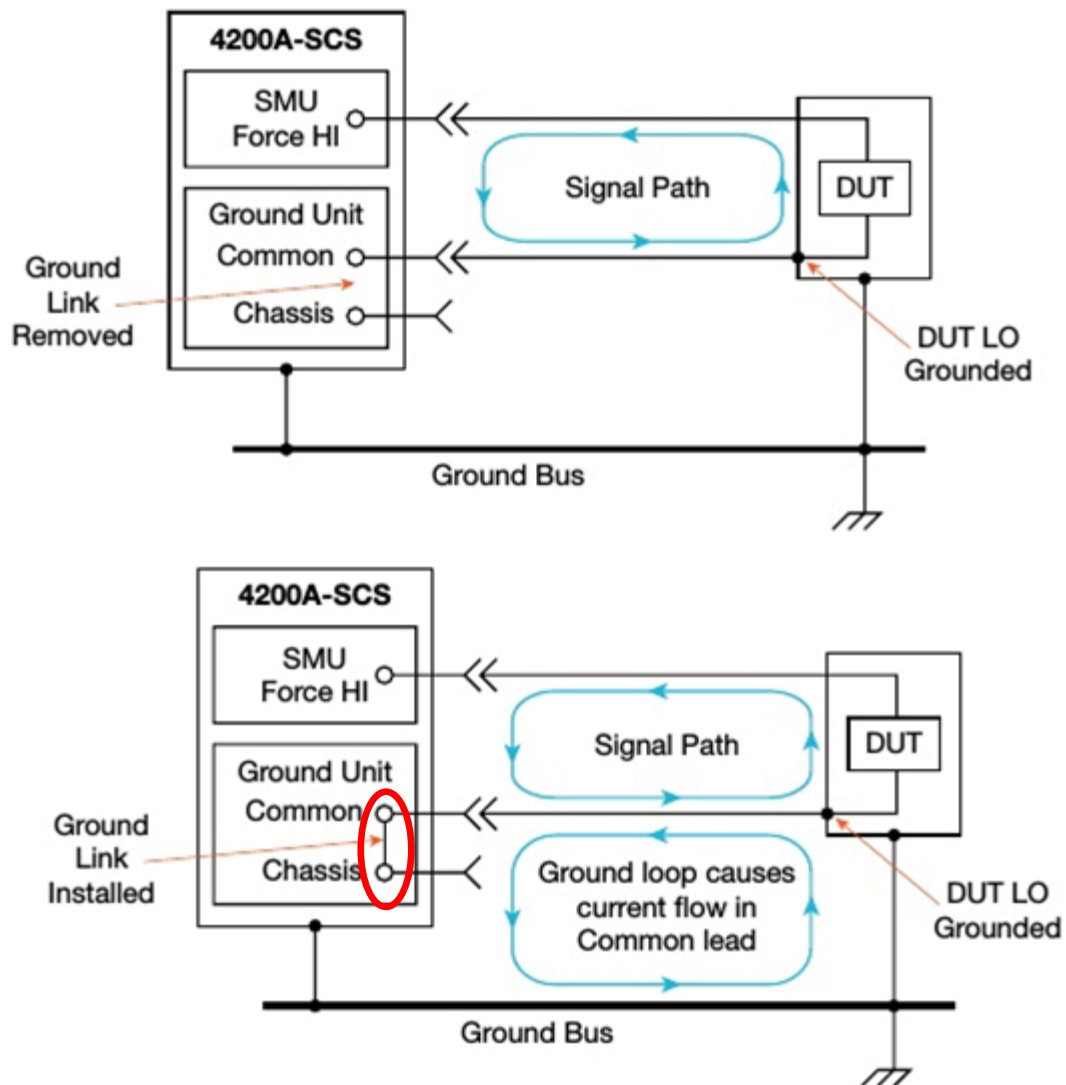 4200A-SCS
SMU
Force HI
Signal Path
DUT
Ground Unit
Common
Chassis
Ground
Link
Removed
DUT LO
Grounded
Ground Bus
4200A-SCS
SMU
Force HI
Signal Path
DUT
Ground Unit
Common
Chassis
Ground
Link
Installed
Ground loop causes
current flow in
Common lead
DUT LO
Grounded
Ground Bus